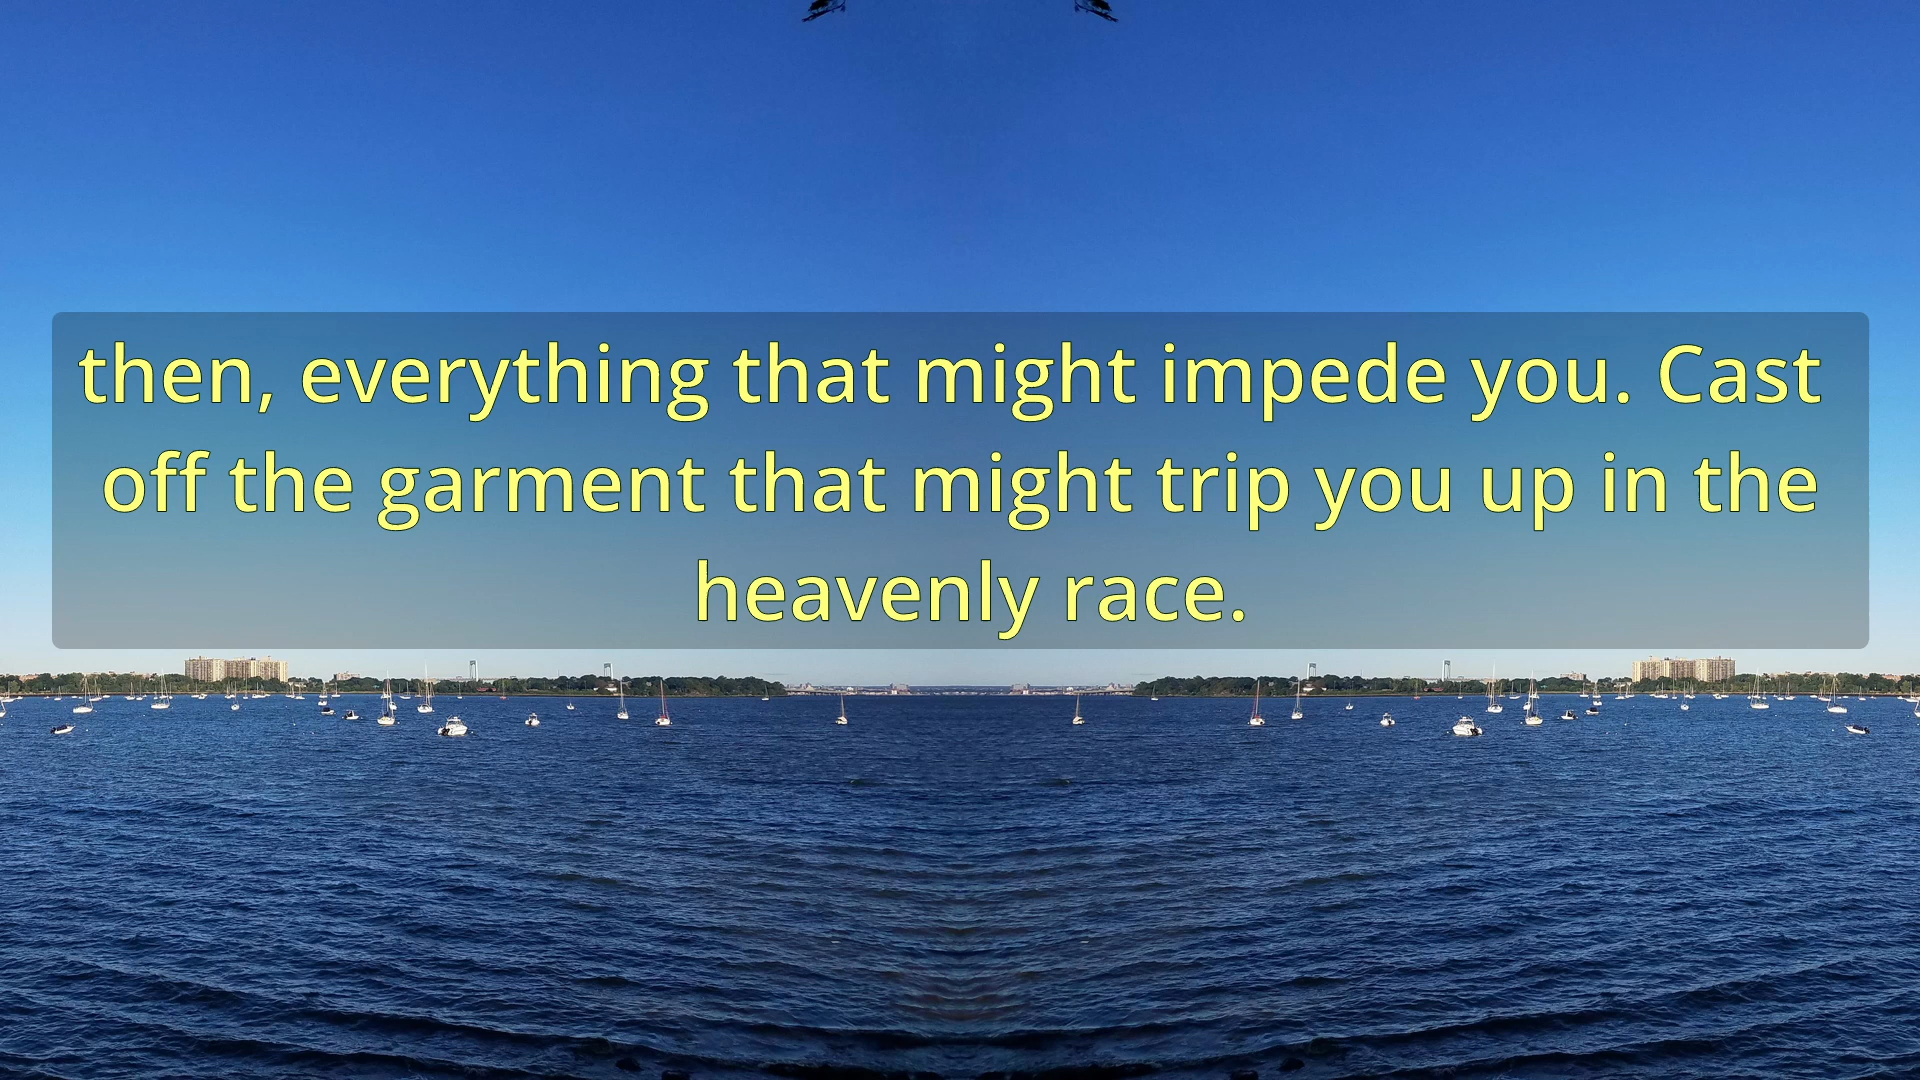 then, everything that might impede you. Cast
off the garment that might trip you up in the
heavenly race.